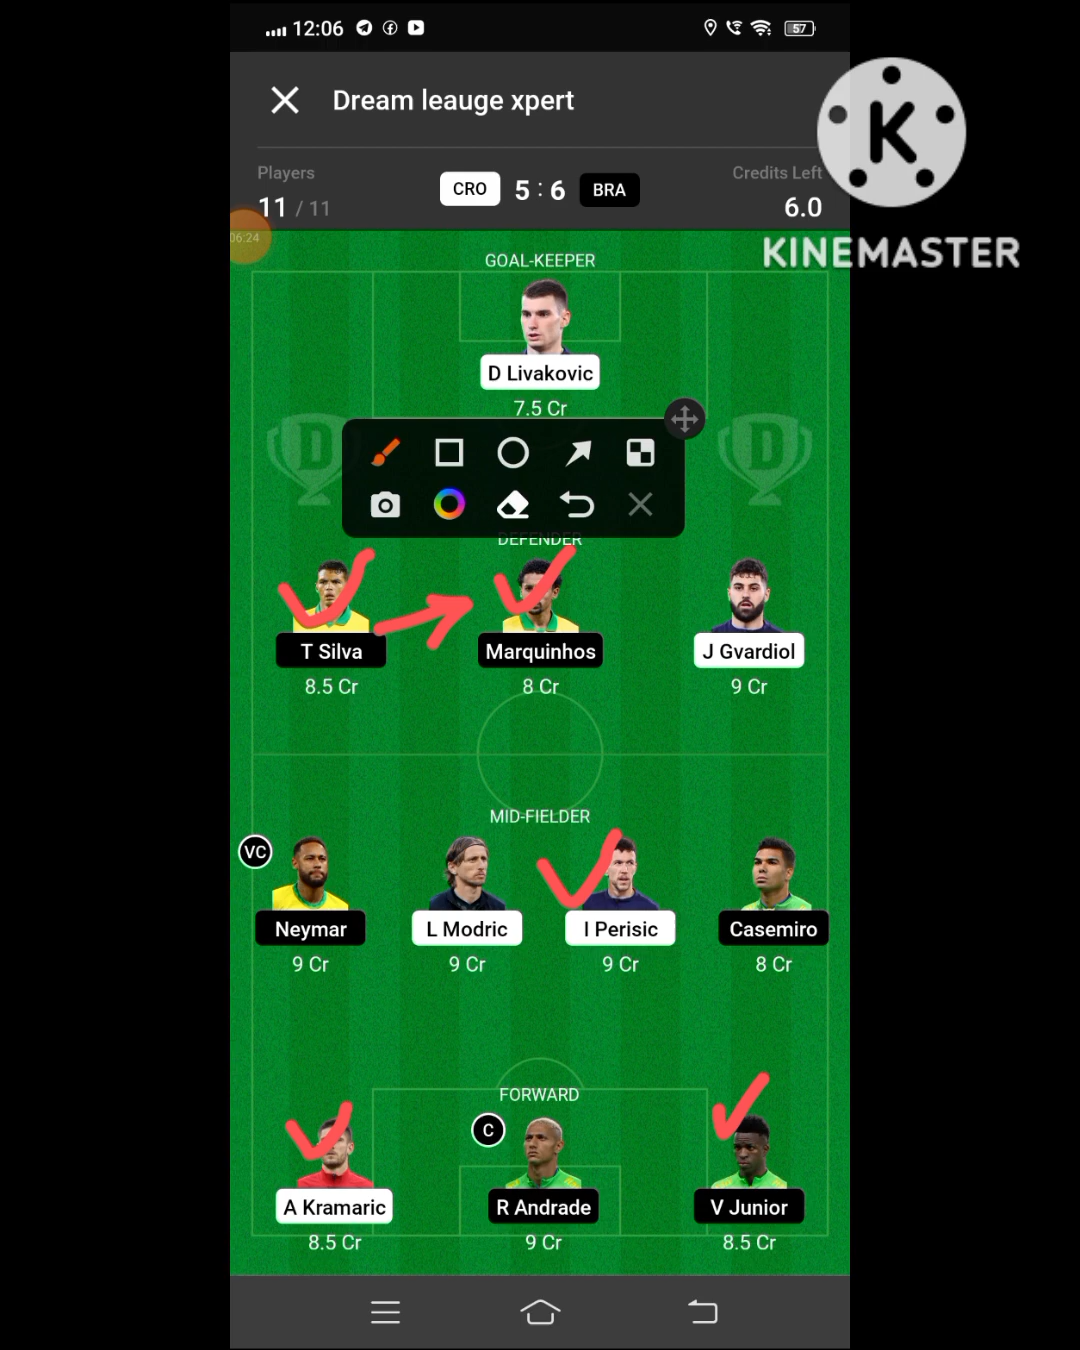 12:06
57
Dream leauge xpert
Players
11 / 11
CRO 5 : 6 BRA
Credits Left
6.0
K
KINEMASTER
06:24
GOAL-KEEPER
D Livakovic
7.5 Cr
D D
DEFENDER
T Silva Marquinhos J Gvardiol
8.5 Cr 8 Cr 9 Cr
MID-FIELDER
VC
Neymar L Modric I Perisic Casemiro
9 Cr 9 Cr 9 Cr 8 Cr
FORWARD
C
A Kramaric R Andrade V Junior
8.5 Cr 9 Cr 8.5 Cr